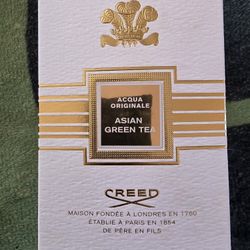 ACQUA
ORIGINALE
ASIAN
GREEN TEA
CREED
MAISON FONDÉE À LONDRES EN 1760
ÉTABLIE À PARIS EN 1854
DE PÈRE EN FILS